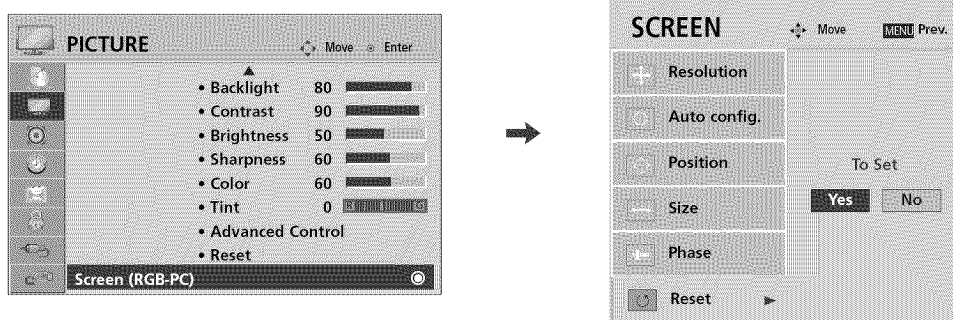 PICTURE
Move Enter
• Backlight 80
• Contrast 90
• Brightness 50
• Sharpness 60
• Color 60
• Tint 0 R G
• Advanced Control
• Reset
Screen (RGB-PC)
SCREEN
Move MENU Prev.
Resolution
Auto config.
Position
Size
Phase
Reset
To Set
Yes No